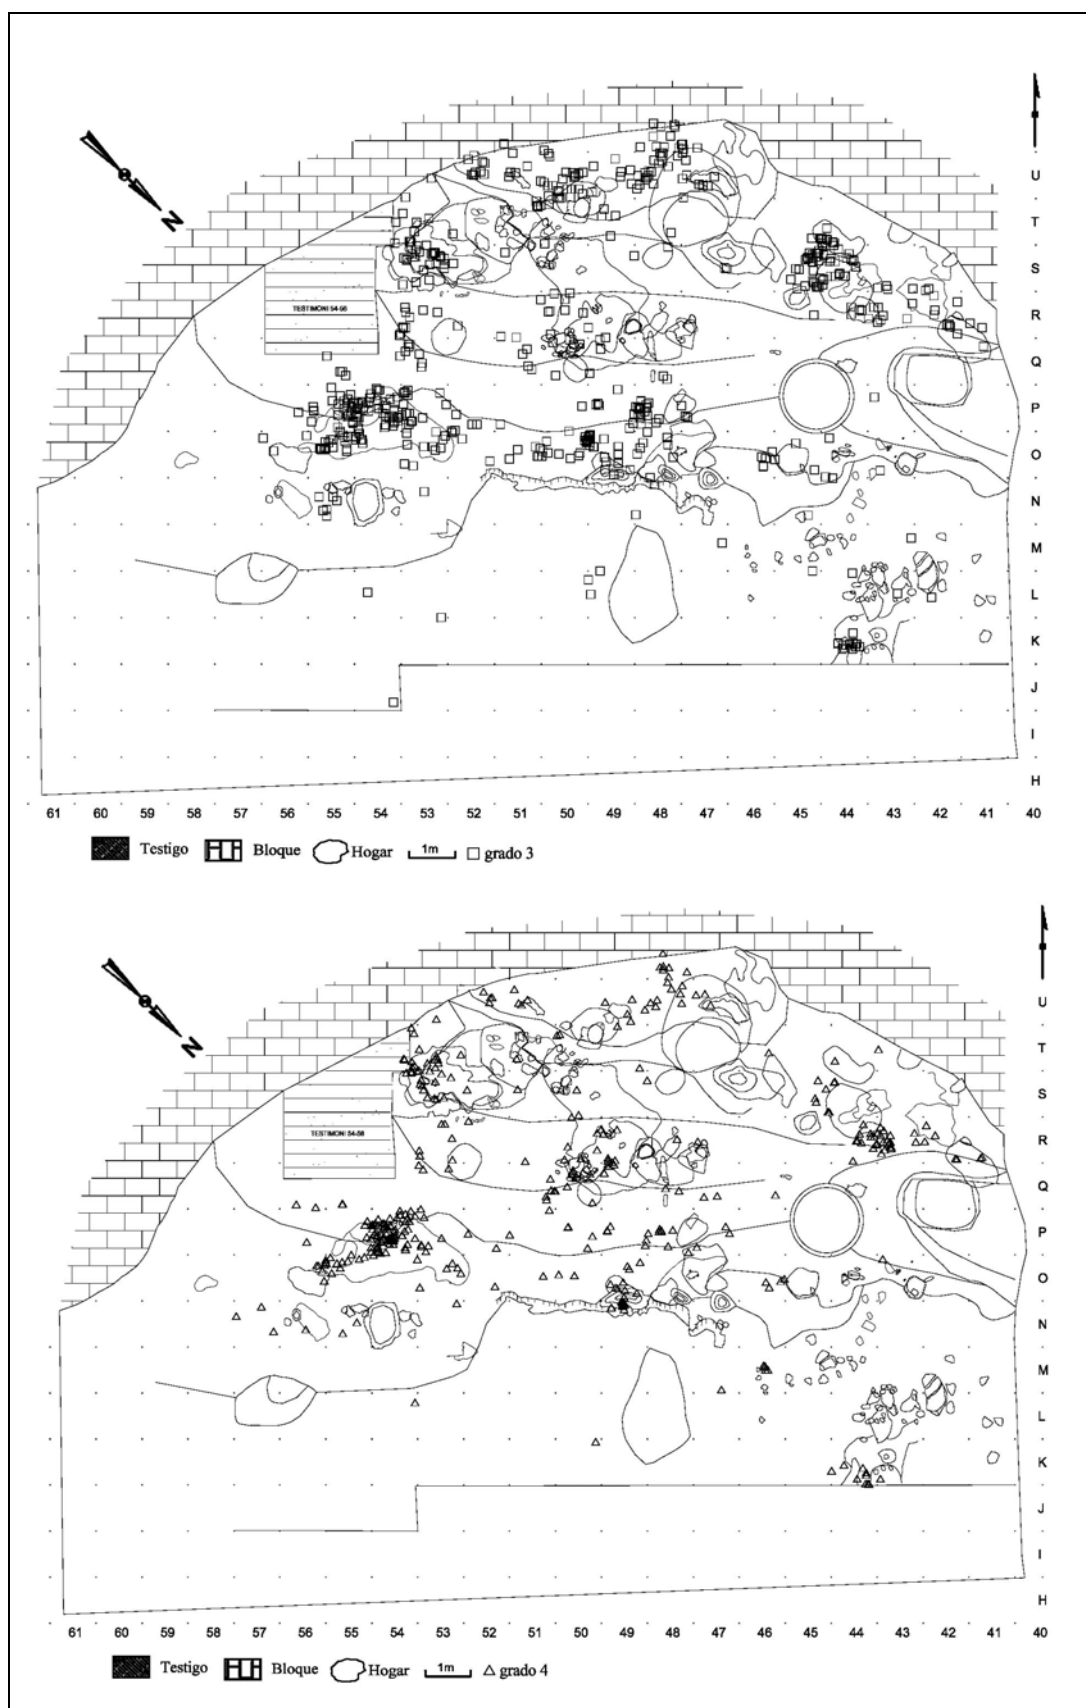 N
U
T
TESTIMONI 54-56
S
R
Q
P
O
N
M
L
K
J
I
H
61 60 59 58 57 56 55 54 53 52 51 50 49 48 47 46 45 44 43 42 41 40
Testigo Bloque Hogar 1m grado 3
N
U
T
S
TESTIMONI 54-56
R
Q
P
O
N
M
L
K
J
I
H
61 60 59 58 57 56 55 54 53 52 51 50 49 48 47 46 45 44 43 42 41 40
Testigo Bloque Hogar 1m grado 4